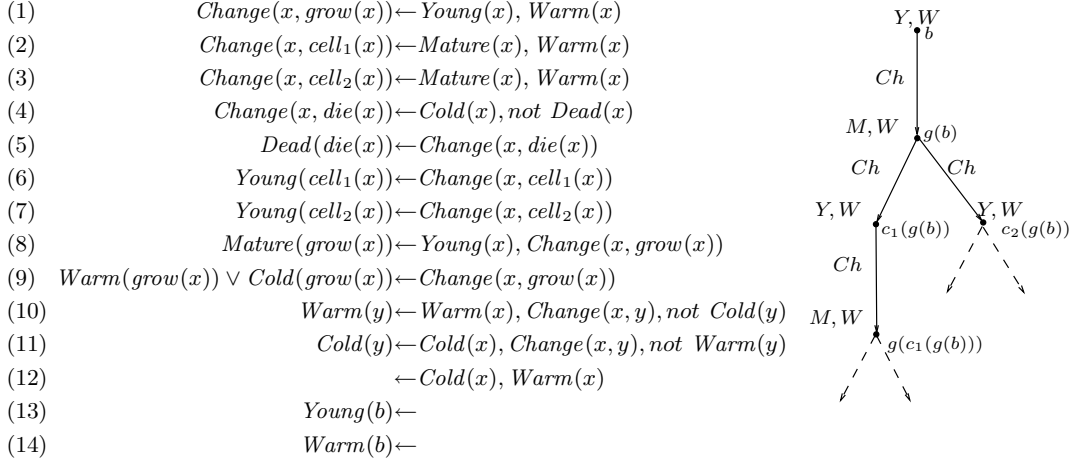 (1) Change(x, grow(x))←Young(x), Warm(x)
(2) Change(x, cell₁(x))←Mature(x), Warm(x)
(3) Change(x, cell₂(x))←Mature(x), Warm(x)
(4) Change(x, die(x))←Cold(x), not Dead(x)
(5) Dead(die(x))←Change(x, die(x))
(6) Young(cell₁(x))←Change(x, cell₁(x))
(7) Young(cell₂(x))←Change(x, cell₂(x))
(8) Mature(grow(x))←Young(x), Change(x, grow(x))
(9) Warm(grow(x)) ∨ Cold(grow(x))←Change(x, grow(x))
(10) Warm(y)←Warm(x), Change(x, y), not Cold(y)
(11) Cold(y)←Cold(x), Change(x, y), not Warm(y)
(12) ←Cold(x), Warm(x)
(13) Young(b)←
(14) Warm(b)←
Y, W
b
Ch
M, W
g(b)
Ch Ch
Y, W Y, W
c₁(g(b)) c₂(g(b))
Ch
M, W
g(c₁(g(b)))